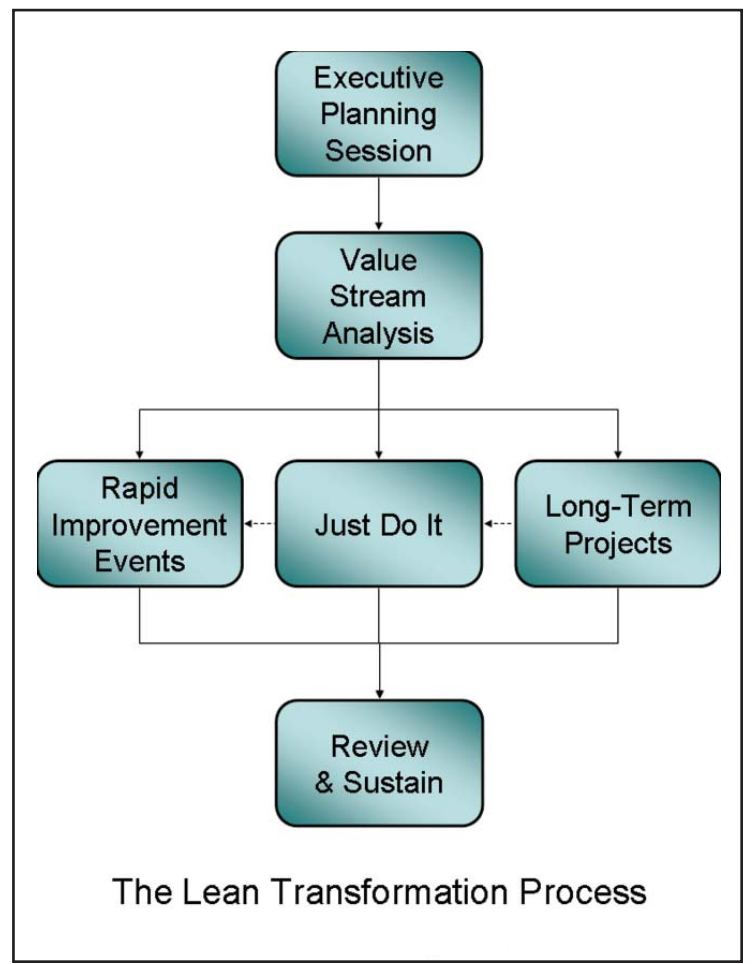 Executive
Planning
Session
Value
Stream
Analysis
Rapid
Improvement
Events
Just Do It
Long-Term
Projects
Review
& Sustain
The Lean Transformation Process